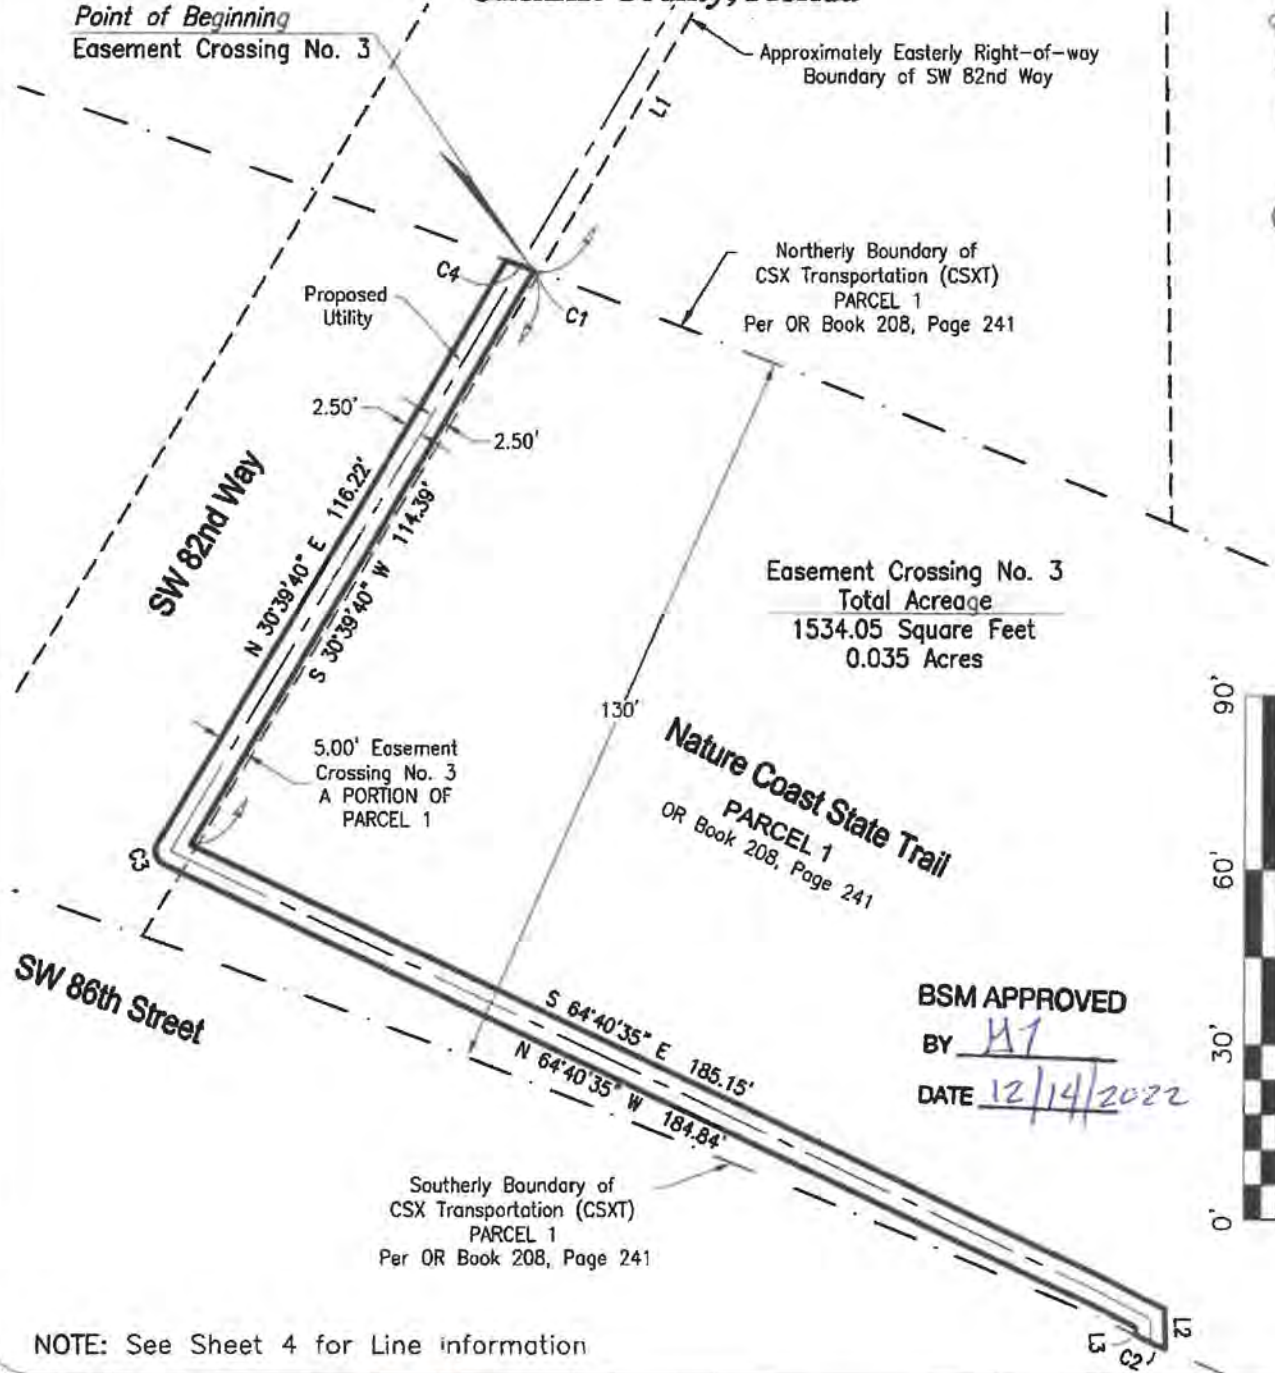 Point of Beginning
Easement Crossing No. 3
Approximately Easterly Right-of-way
Boundary of SW 82nd Way
L1
Northerly Boundary of
CSX Transportation (CSXT)
PARCEL 1
Per OR Book 208, Page 241
C4
C1
Proposed
Utility
2.50'
2.50'
SW 82nd Way
N 30°39'40" E 116.22'
S 30°39'40" W 114.39'
Easement Crossing No. 3
Total Acreage
1534.05 Square Feet
0.035 Acres
130'
Nature Coast State Trail
PARCEL 1
OR Book 208, Page 241
5.00' Easement
Crossing No. 3
A PORTION OF
PARCEL 1
C3
SW 86th Street
S 64°40'35" E 185.15'
N 64°40'35" W 184.84'
BSM APPROVED
BY
DATE 12/14/2022
90'
60'
30'
0'
Southerly Boundary of
CSX Transportation (CSXT)
PARCEL 1
Per OR Book 208, Page 241
L2
L3
C2
NOTE: See Sheet 4 for Line information